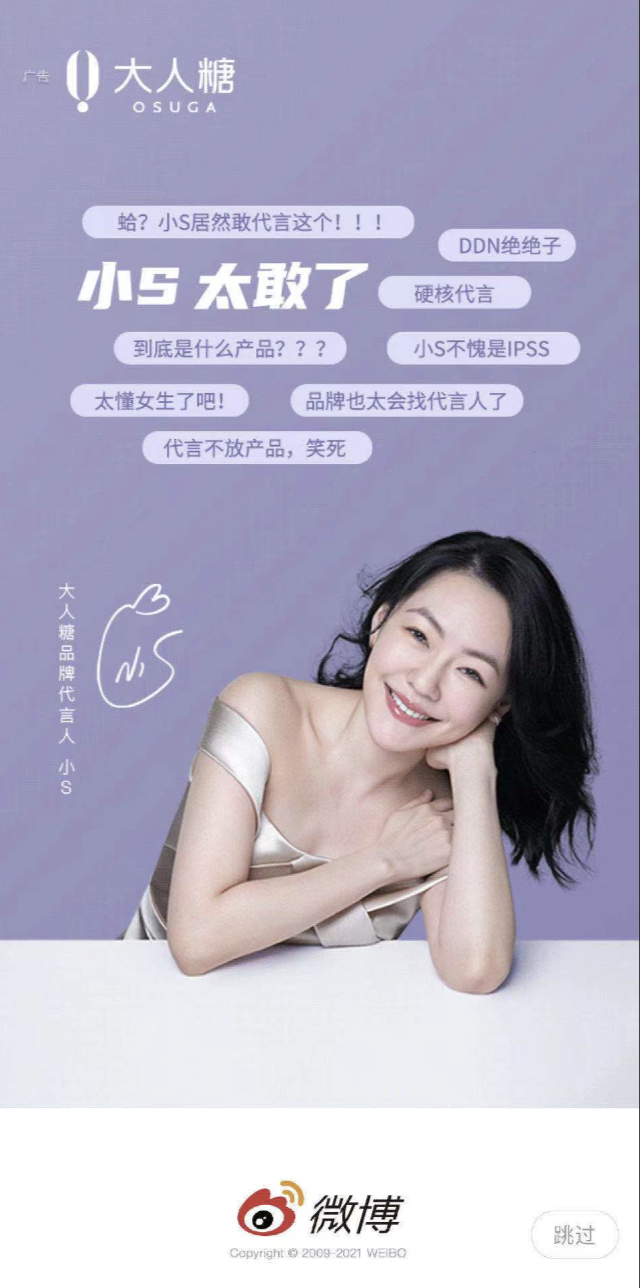 广告
大人糖
OSUGA
蛤？小S居然敢代言这个！！！
DDN绝绝子
小S 太敢了
硬核代言
到底是什么产品？？？
小S不愧是IPSS
太懂女生了吧！
品牌也太会找代言人了
代言不放产品，笑死
大人糖品牌代言人 小S
小S
微博
Copyright © 2009-2021 WEIBO
跳过